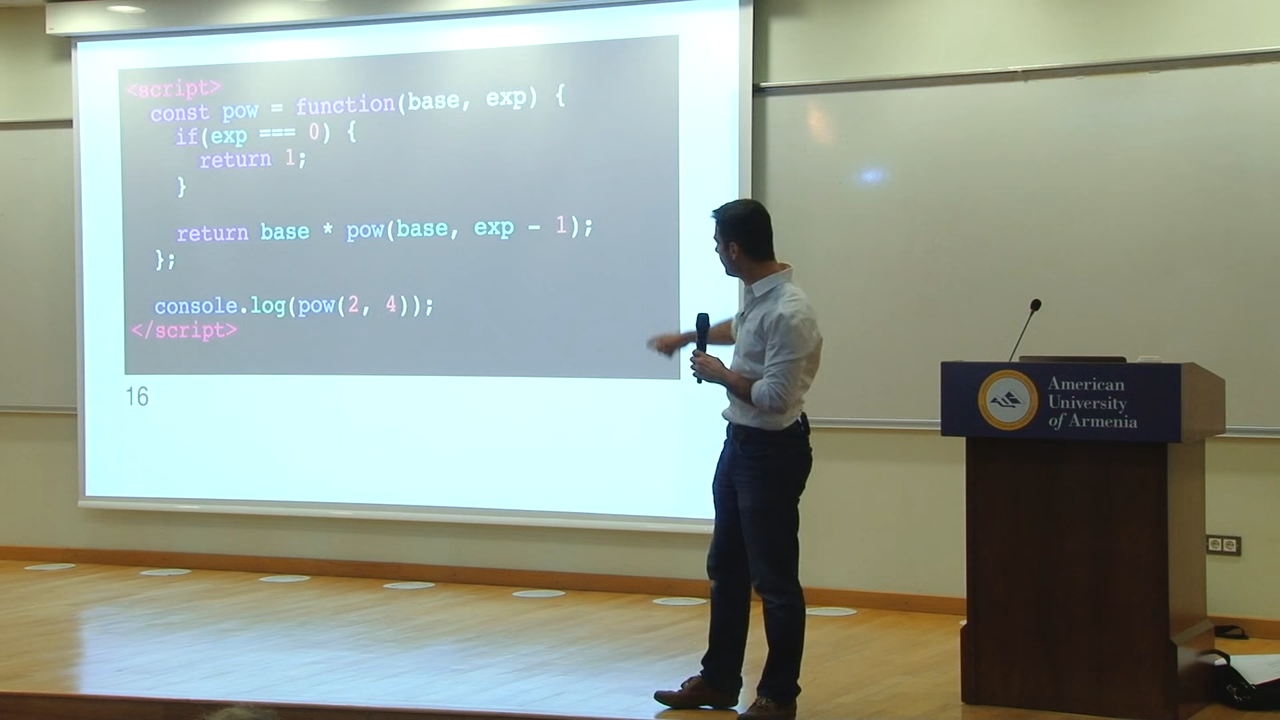 <script>
const pow = function(base, exp) {
if(exp === 0) {
return 1;
}
return base * pow(base, exp - 1);
};
console.log(pow(2, 4));
</script>
16
American
University
of Armenia